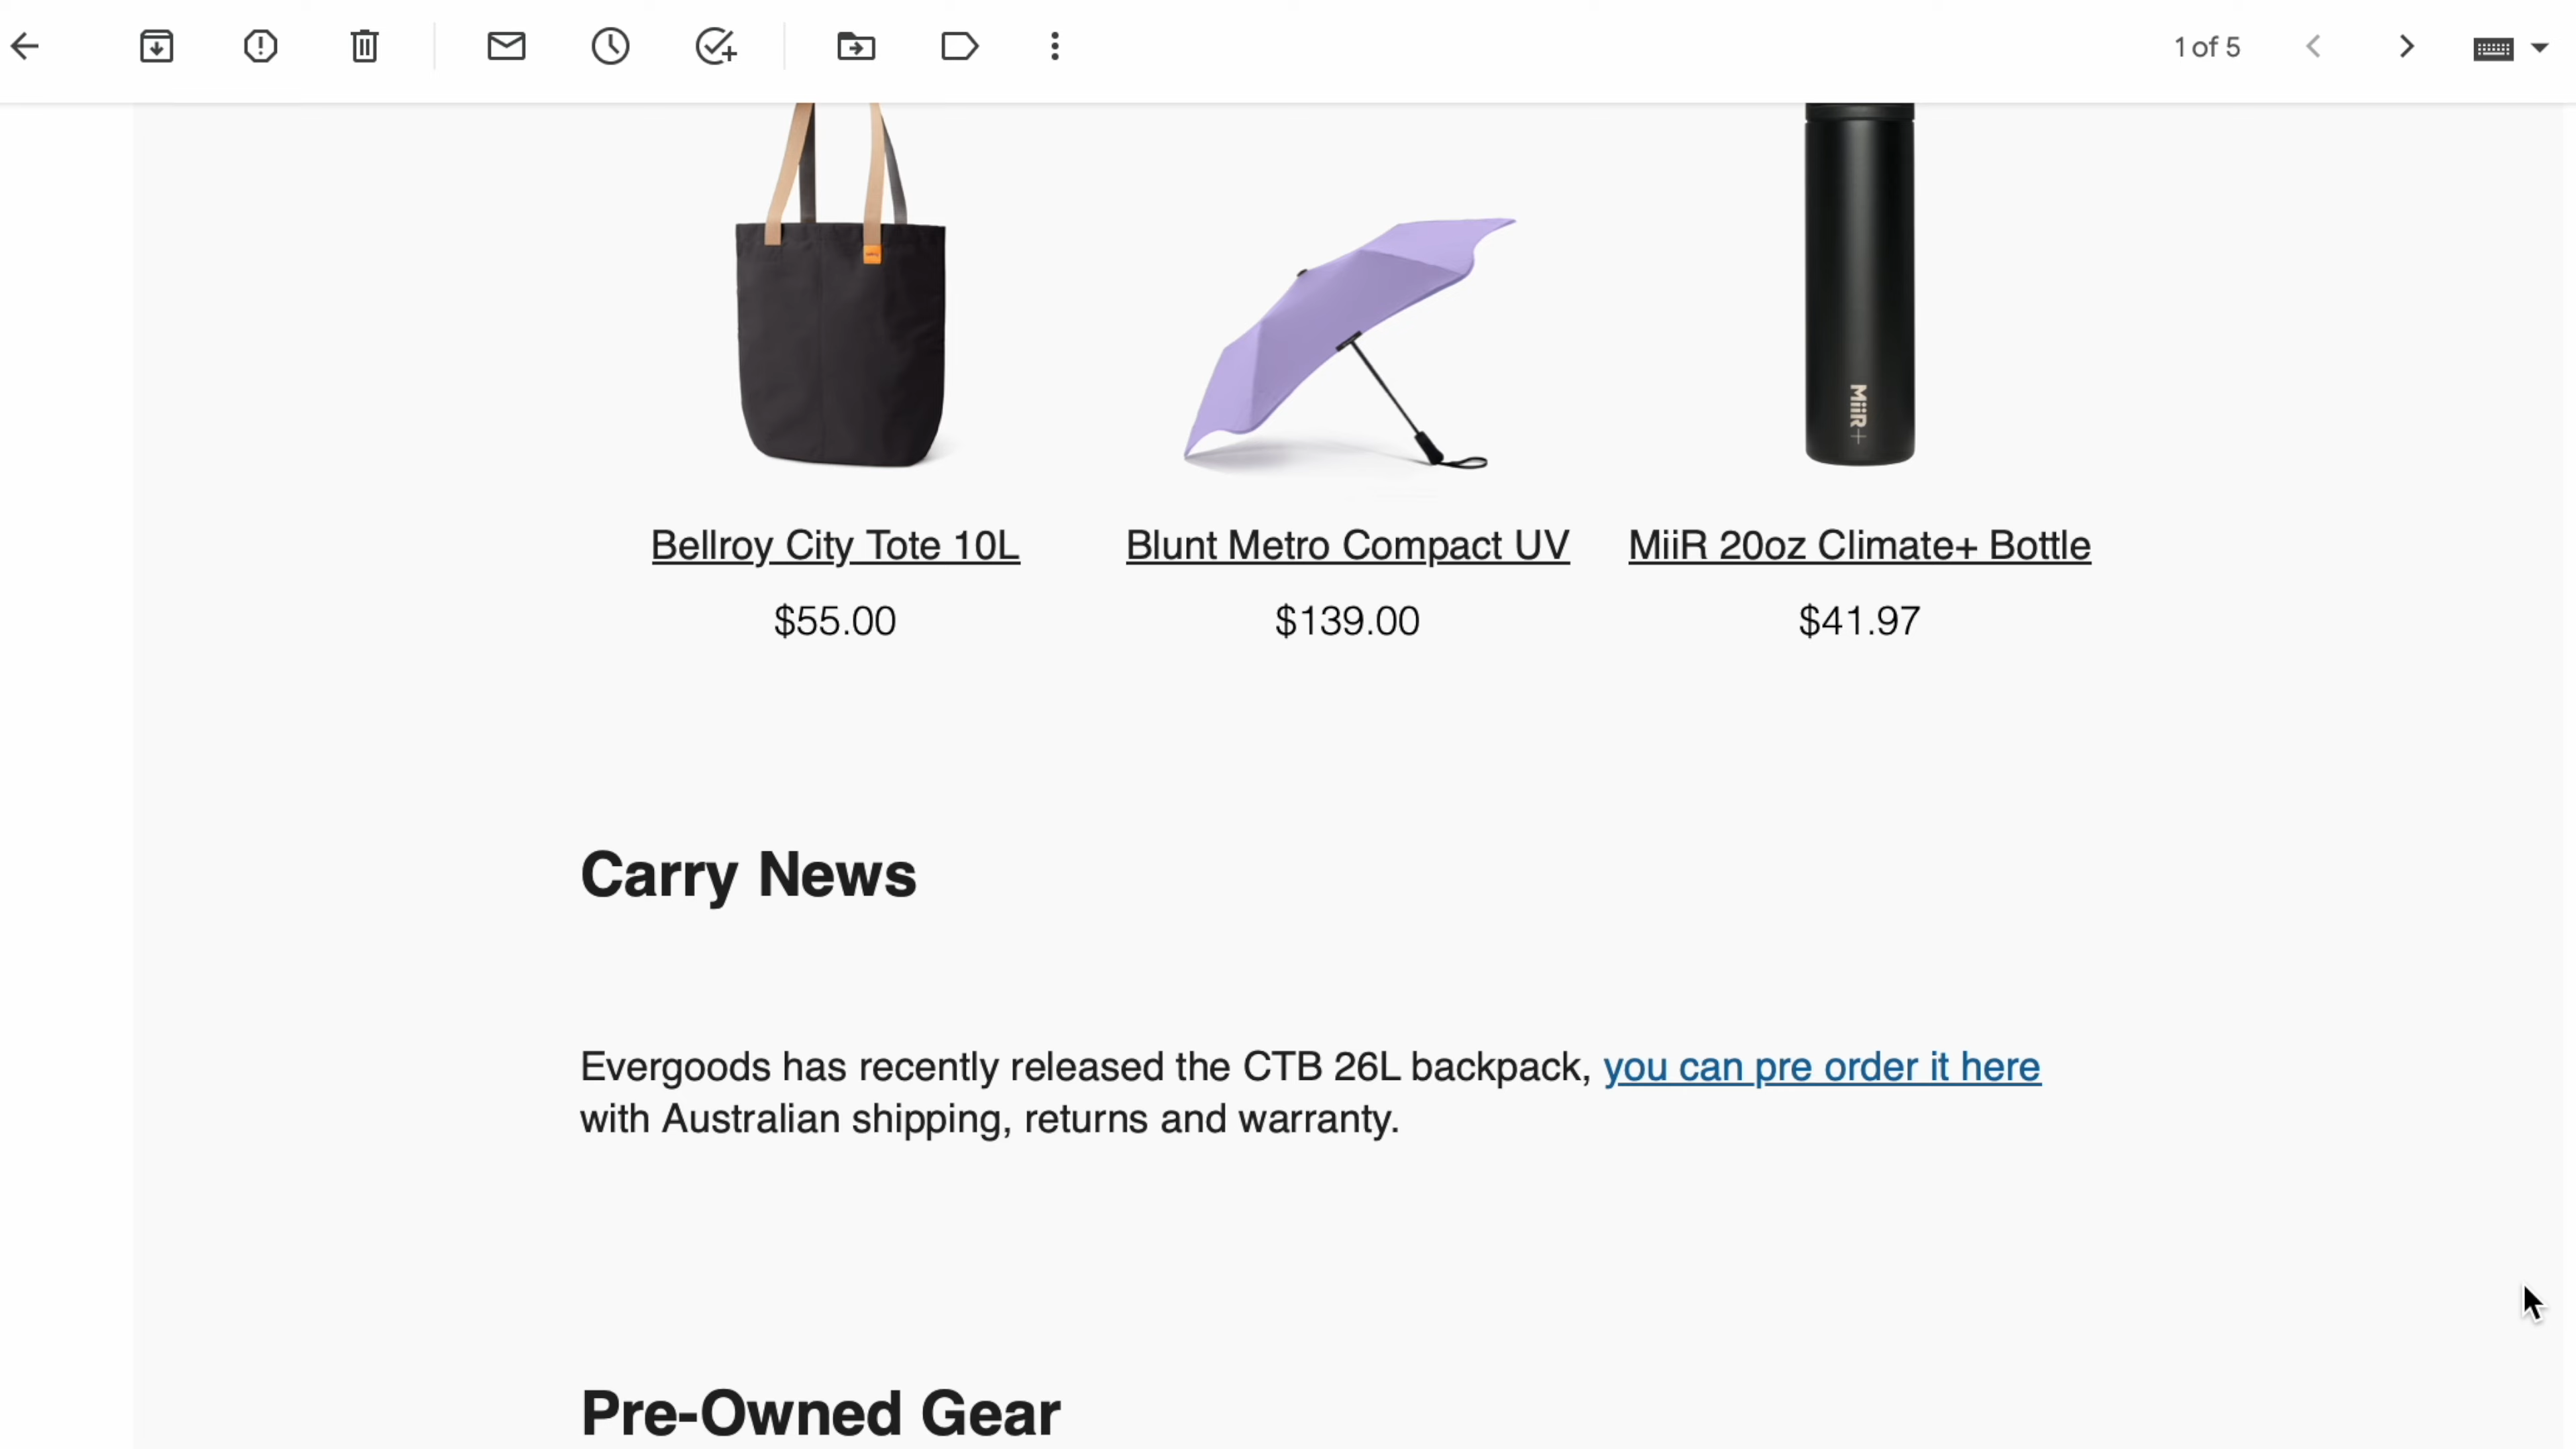 1 of 5
MiiR+
Bellroy City Tote 10L
Blunt Metro Compact UV
MiiR 20oz Climate+ Bottle
$55.00
$139.00
$41.97
Carry News
Evergoods has recently released the CTB 26L backpack, you can pre order it here
with Australian shipping, returns and warranty.
Pre-Owned Gear